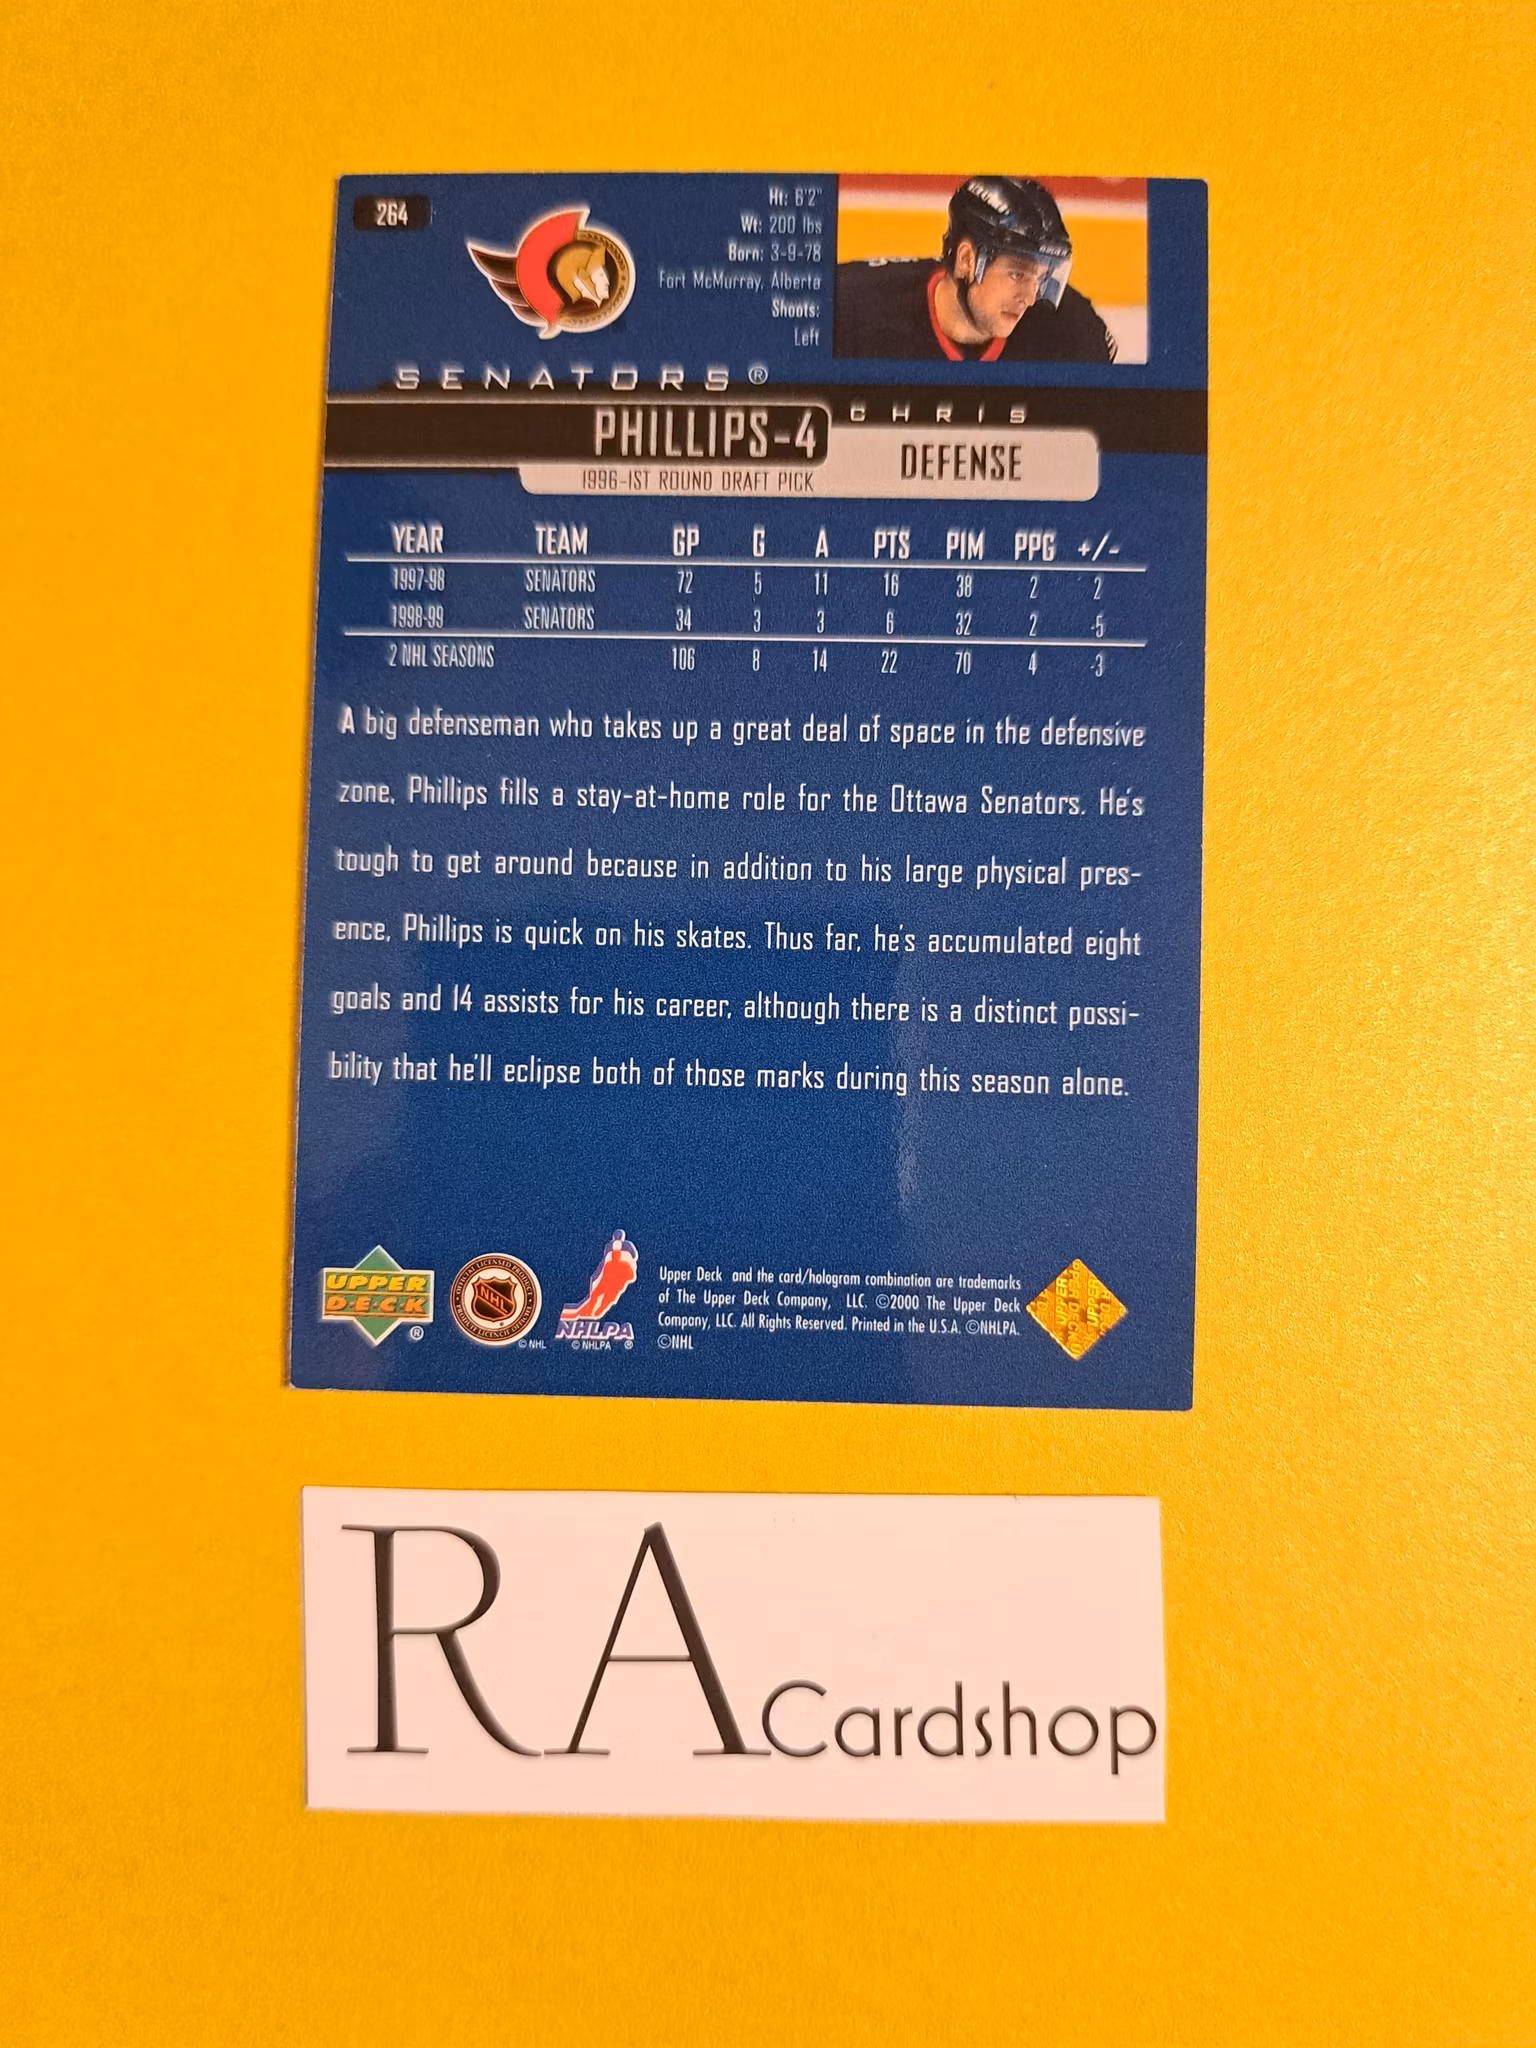 264
Ht: 6'2"
Wt: 200 lbs
Born: 3-9-78
Fort McMurray, Alberta
Shoots:
Left
SENATORS®
CHRIS
PHILLIPS-4
DEFENSE
1996-1ST ROUND DRAFT PICK
YEAR TEAM GP G A PTS PIM PPG +/-
1997-98 SENATORS 72 5 11 16 38 2 2
1998-99 SENATORS 34 3 3 6 32 2 -5
2 NHL SEASONS 106 8 14 22 70 4 -3
A big defenseman who takes up a great deal of space in the defensive
zone, Phillips fills a stay-at-home role for the Ottawa Senators. He's
tough to get around because in addition to his large physical pres-
ence, Phillips is quick on his skates. Thus far, he's accumulated eight
goals and 14 assists for his career, although there is a distinct possi-
bility that he'll eclipse both of those marks during this season alone.
UPPER
D·E·C·K
®
NHL
© NHL
NHLPA
© NHLPA ®
Upper Deck and the card/hologram combination are trademarks
of The Upper Deck Company, LLC. ©2000 The Upper Deck
Company, LLC. All Rights Reserved. Printed in the U.S.A. ©NHLPA.
©NHL
RA Cardshop